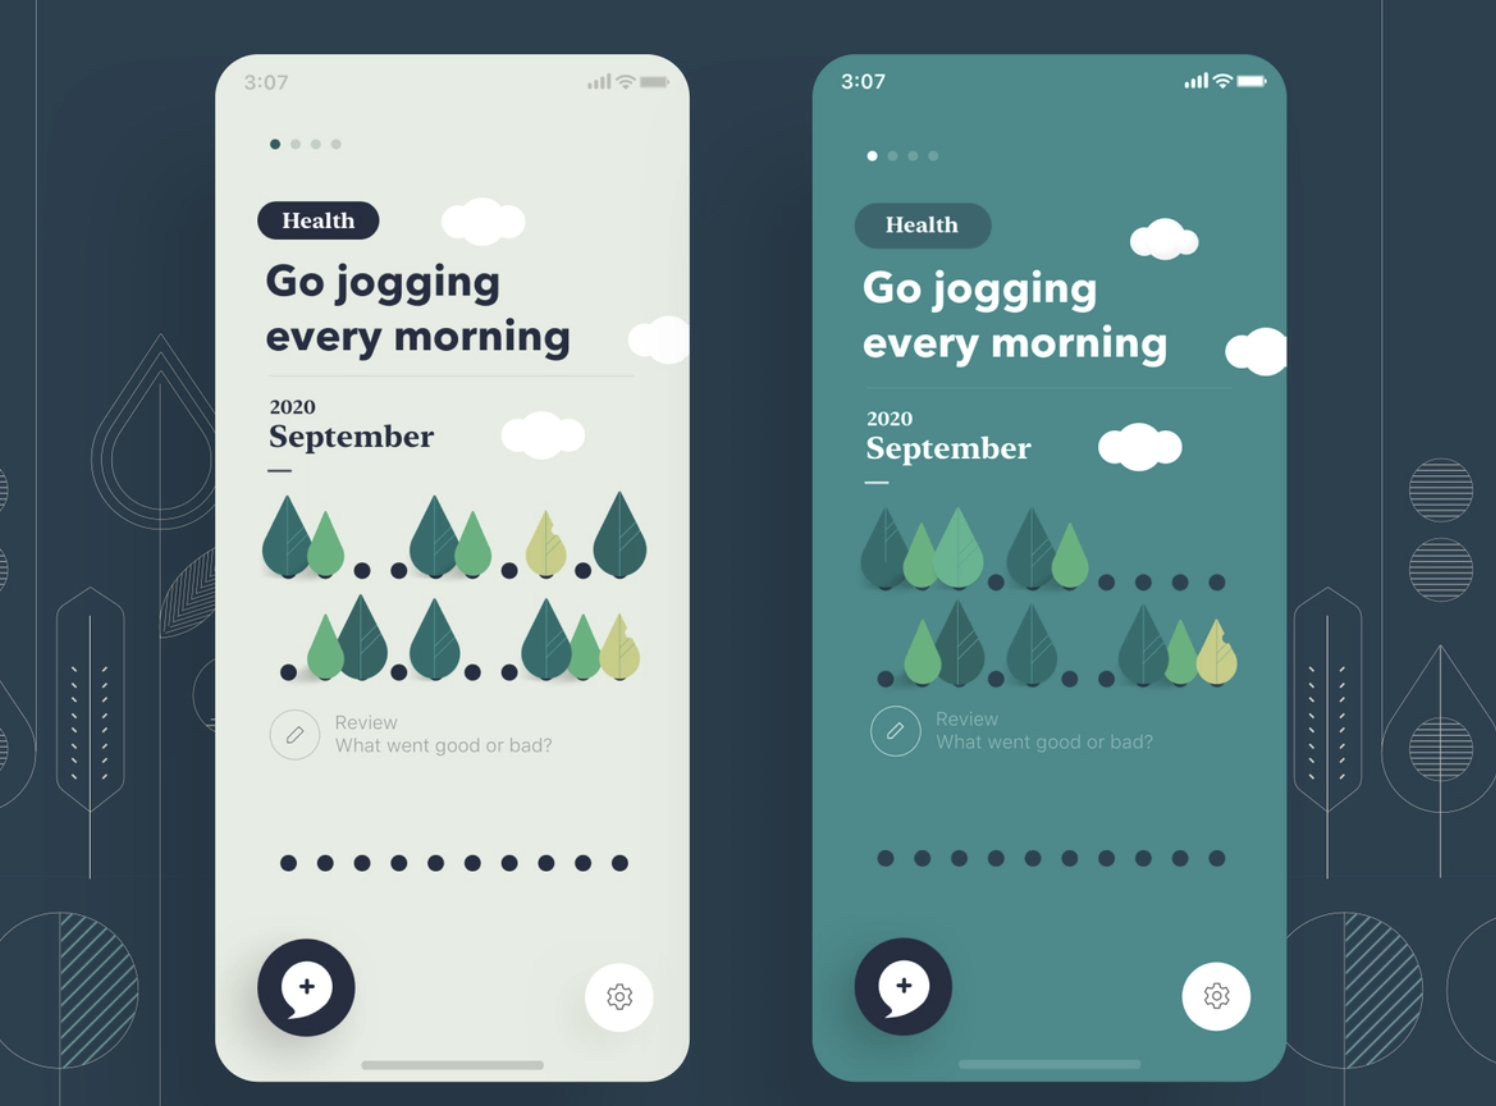 3:07
Health
Go jogging
every morning
2020
September
Review
What went good or bad?
3:07
Health
Go jogging
every morning
2020
September
Review
What went good or bad?